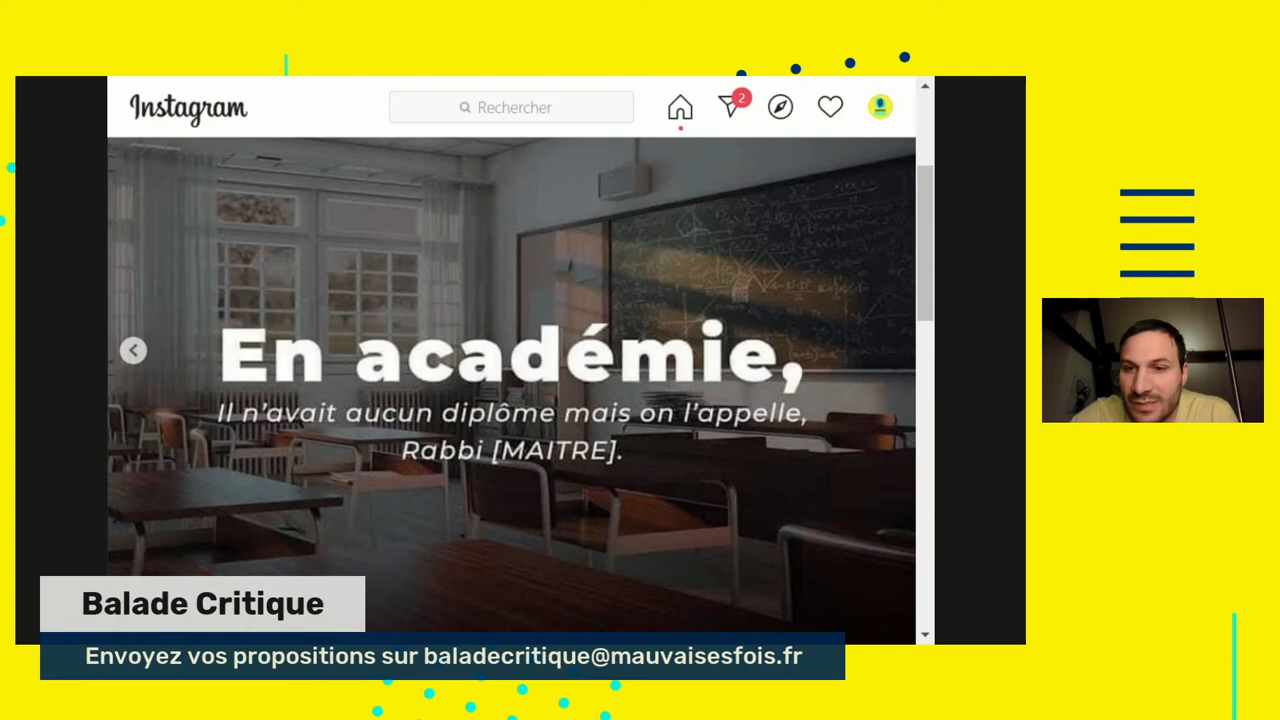 Instagram
Rechercher
2
En académie,
Il n'avait aucun diplôme mais on l'appelle,
Rabbi [MAITRE].
Balade Critique
Envoyez vos propositions sur baladecritique@mauvaisesfois.fr